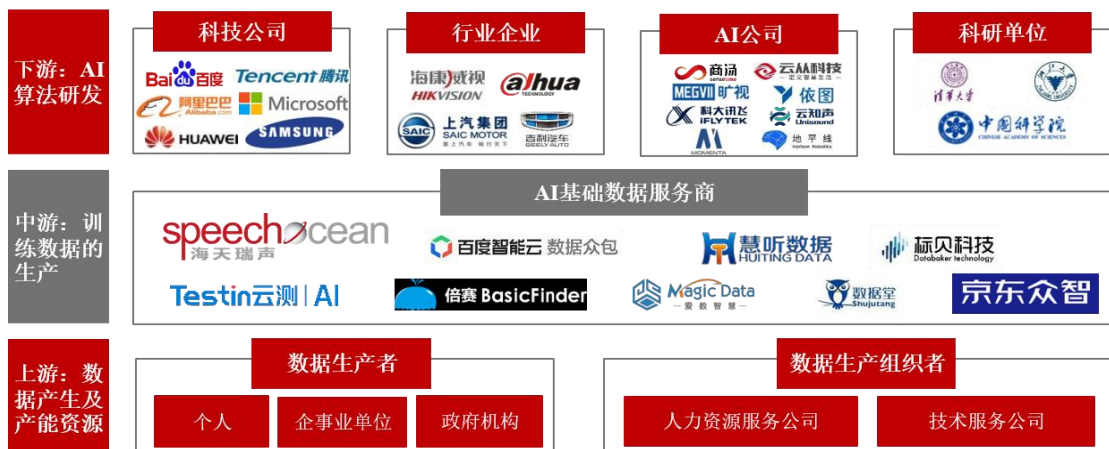 下游：AI
算法研发
科技公司
Baidu百度
Tencent腾讯
阿里巴巴
Alibaba.com
Microsoft
HUAWEI
SAMSUNG
行业企业
海康威视
HIKVISION
alhua
TECHNOLOGY
SAIC
上汽集团
SAIC MOTOR
吉利汽车
GEELY AUTO
AI公司
商汤
sensetime
云从科技
定义智慧生活
MEGVII旷视
依图
科大讯飞
iFLYTEK
云知声
Unisound
MOMENTA
地平线
Horizon Robotics
科研单位
清华大学
中国科学院
CHINESE ACADEMY OF SCIENCES
中游：训
练数据的
生产
AI基础数据服务商
speechocean
海天瑞声
百度智能云 数据众包
慧听数据
HUITING DATA
标贝科技
Databaker technology
Testin云测|AI
倍赛 BasicFinder
Magic Data
爱数智慧
数据堂
Shujutang
京东众智
上游：数
据产生及
产能资源
数据生产者
个人
企事业单位
政府机构
数据生产组织者
人力资源服务公司
技术服务公司